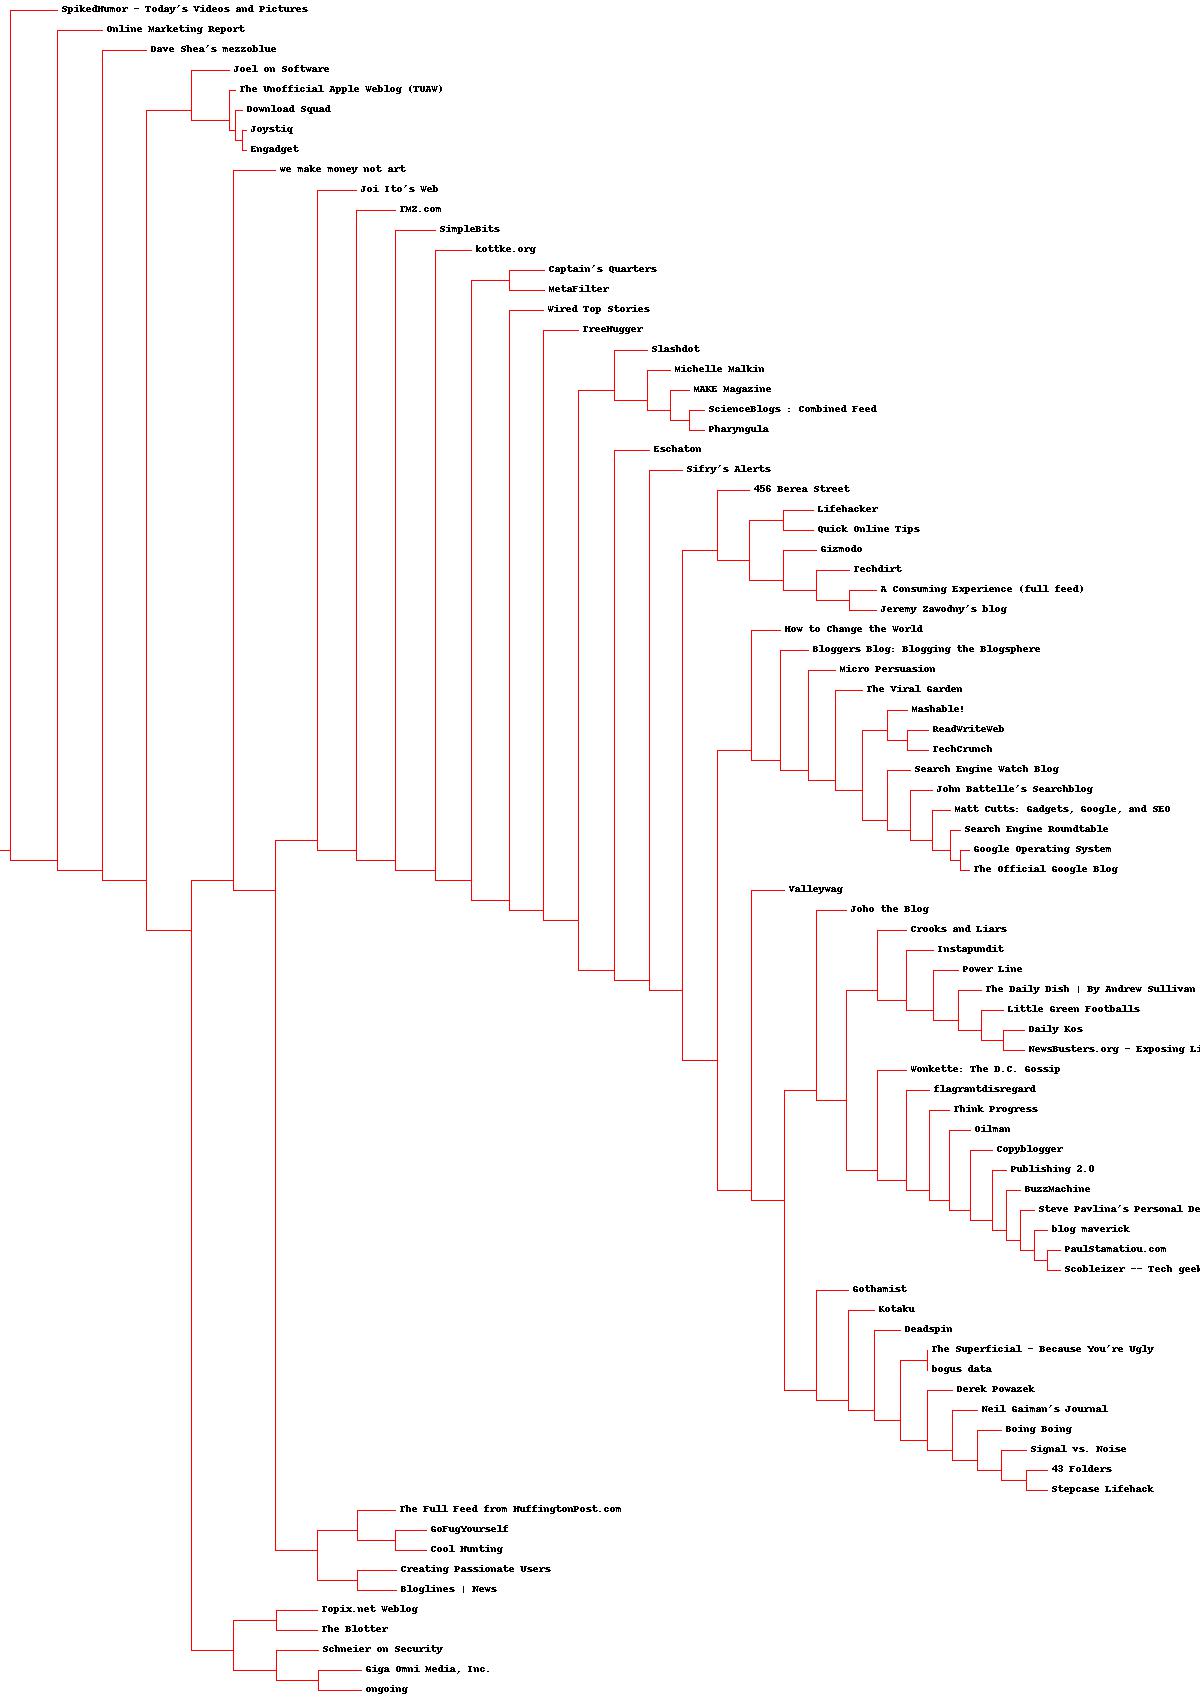 SpikedHumor - Today's Videos and Pictures
Online Marketing Report
Dave Shea's mezzoblue
Joel on Software
The Unofficial Apple Weblog (TUAW)
Download Squad
Joystiq
Engadget
we make money not art
Joi Ito's Web
TMZ.com
SimpleBits
kottke.org
Captain's Quarters
MetaFilter
Wired Top Stories
TreeHugger
Slashdot
Michelle Malkin
MAKE Magazine
ScienceBlogs : Combined Feed
Pharyngula
Eschaton
Sifry's Alerts
456 Berea Street
Lifehacker
Quick Online Tips
Gizmodo
Techdirt
A Consuming Experience (full feed)
Jeremy Zawodny's blog
How to Change the World
Bloggers Blog: Blogging the Blogsphere
Micro Persuasion
The Viral Garden
Mashable!
ReadWriteWeb
TechCrunch
Search Engine Watch Blog
John Battelle's Searchblog
Matt Cutts: Gadgets, Google, and SEO
Search Engine Roundtable
Google Operating System
The Official Google Blog
Valleywag
Joho the Blog
Crooks and Liars
Instapundit
Power Line
The Daily Dish | By Andrew Sullivan
Little Green Footballs
Daily Kos
NewsBusters.org - Exposing Li
Wonkette: The D.C. Gossip
flagrantdisregard
Think Progress
Oilman
Copyblogger
Publishing 2.0
BuzzMachine
Steve Pavlina's Personal De
blog maverick
PaulStamatiou.com
Scobleizer -- Tech geek
Gothamist
Kotaku
Deadspin
The Superficial - Because You're Ugly
bogus data
Derek Powazek
Neil Gaiman's Journal
Boing Boing
Signal vs. Noise
43 Folders
Stepcase Lifehack
The Full Feed from HuffingtonPost.com
GoFugYourself
Cool Hunting
Creating Passionate Users
Bloglines | News
Topix.net Weblog
The Blotter
Schneier on Security
Giga Omni Media, Inc.
ongoing